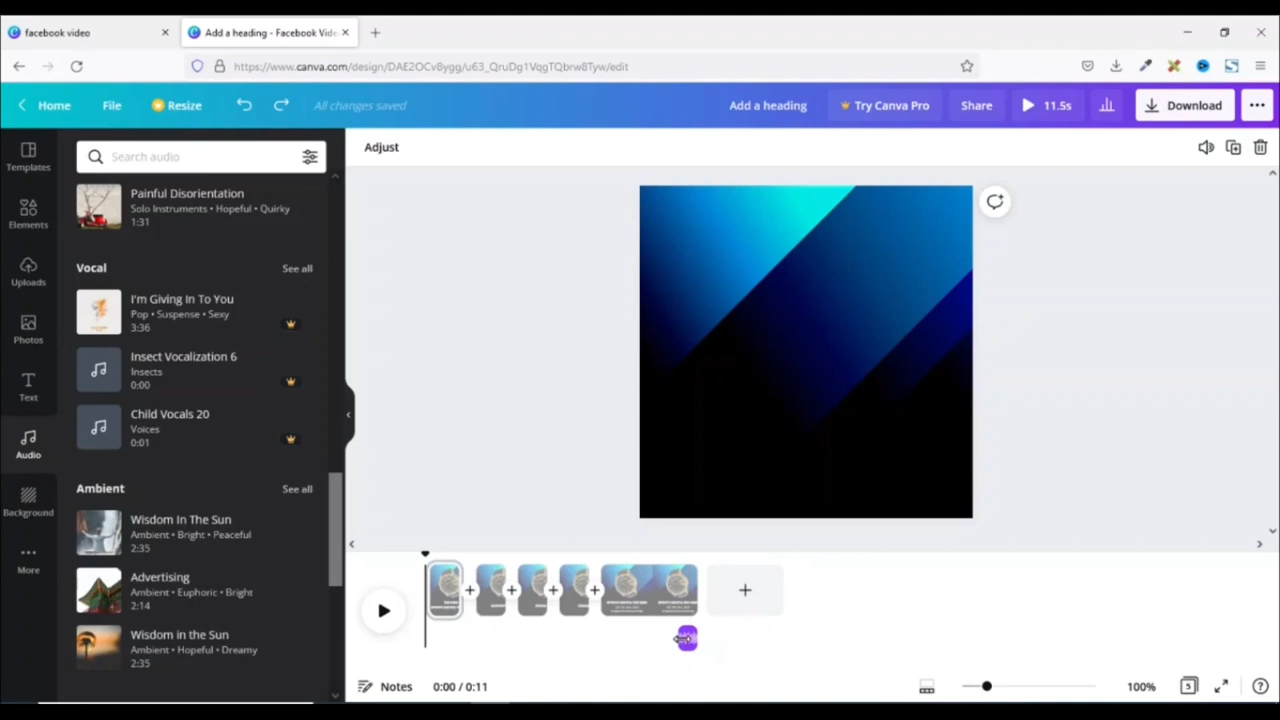 facebook video
Add a heading - Facebook Vide
https://www.canva.com/design/DAE2OCv8ygg/u63_QruDg1VqgTQbrw8Tyw/edit
Home
File
Resize
All changes saved
Add a heading
Try Canva Pro
Share
11.5s
Download
Templates
Elements
Uploads
Photos
Text
Audio
Background
More
Search audio
Painful Disorientation
Solo Instruments • Hopeful • Quirky
1:31
Vocal
See all
I'm Giving In To You
Pop • Suspense • Sexy
3:36
Insect Vocalization 6
Insects
0:00
Child Vocals 20
Voices
0:01
Ambient
See all
Wisdom In The Sun
Ambient • Bright • Peaceful
2:35
Advertising
Ambient • Euphoric • Bright
2:14
Wisdom in the Sun
Ambient • Hopeful • Dreamy
2:35
Adjust
Notes
0:00 / 0:11
100%
5